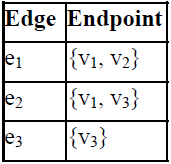 Edge Endpoint
e₁ {v₁, v₂}
e₂ {v₁, v₃}
e₃ {v₃}